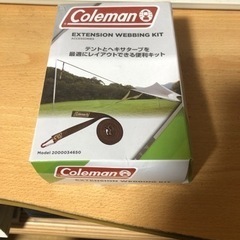 Coleman
EXTENSION WEBBING KIT
ACCESSORIES
テントとヘキサタープを
最適にレイアウトできる便利キット
Model 2000034650
Coleman
EXTENSION WEBBING KIT